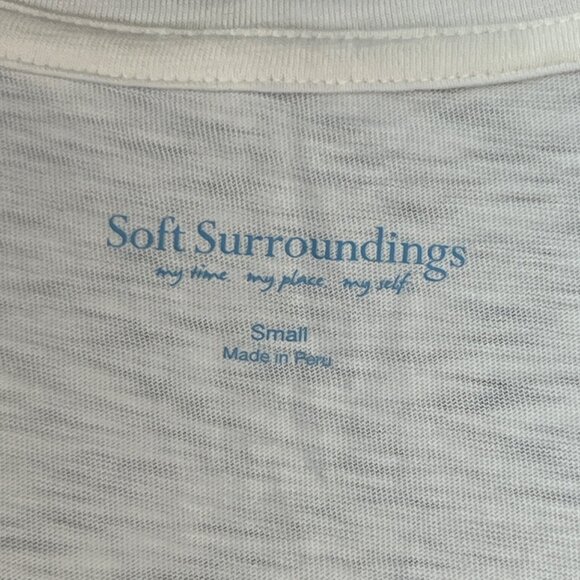 Soft Surroundings
my time. my place. my self.
Small
Made in Peru